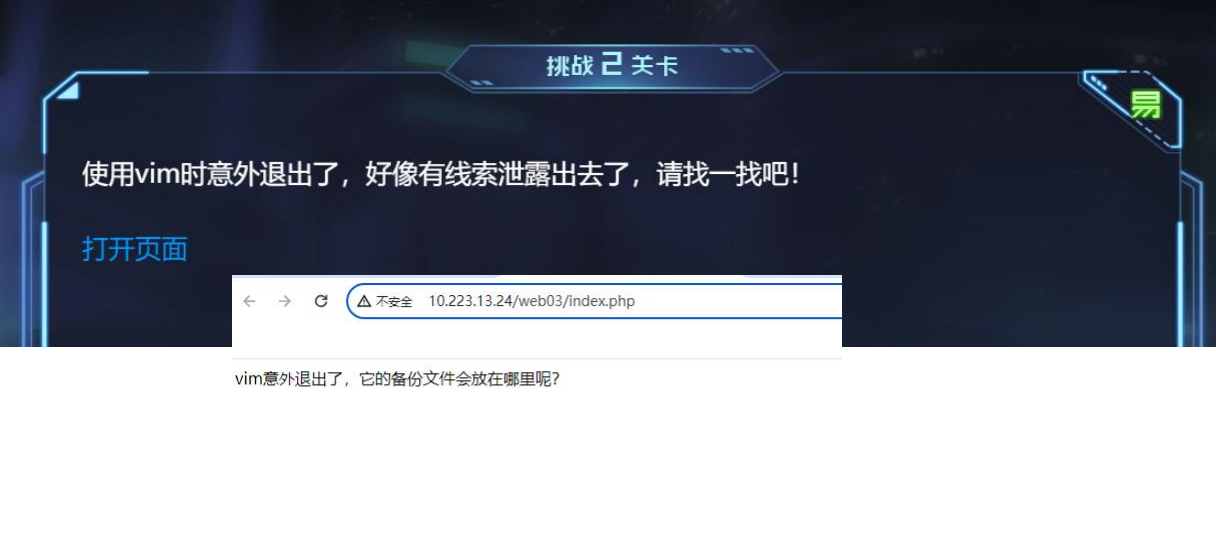 挑战2关卡
易
使用vim时意外退出了，好像有线索泄露出去了，请找一找吧！
打开页面
不安全 10.223.13.24/web03/index.php
vim意外退出了，它的备份文件会放在哪里呢？